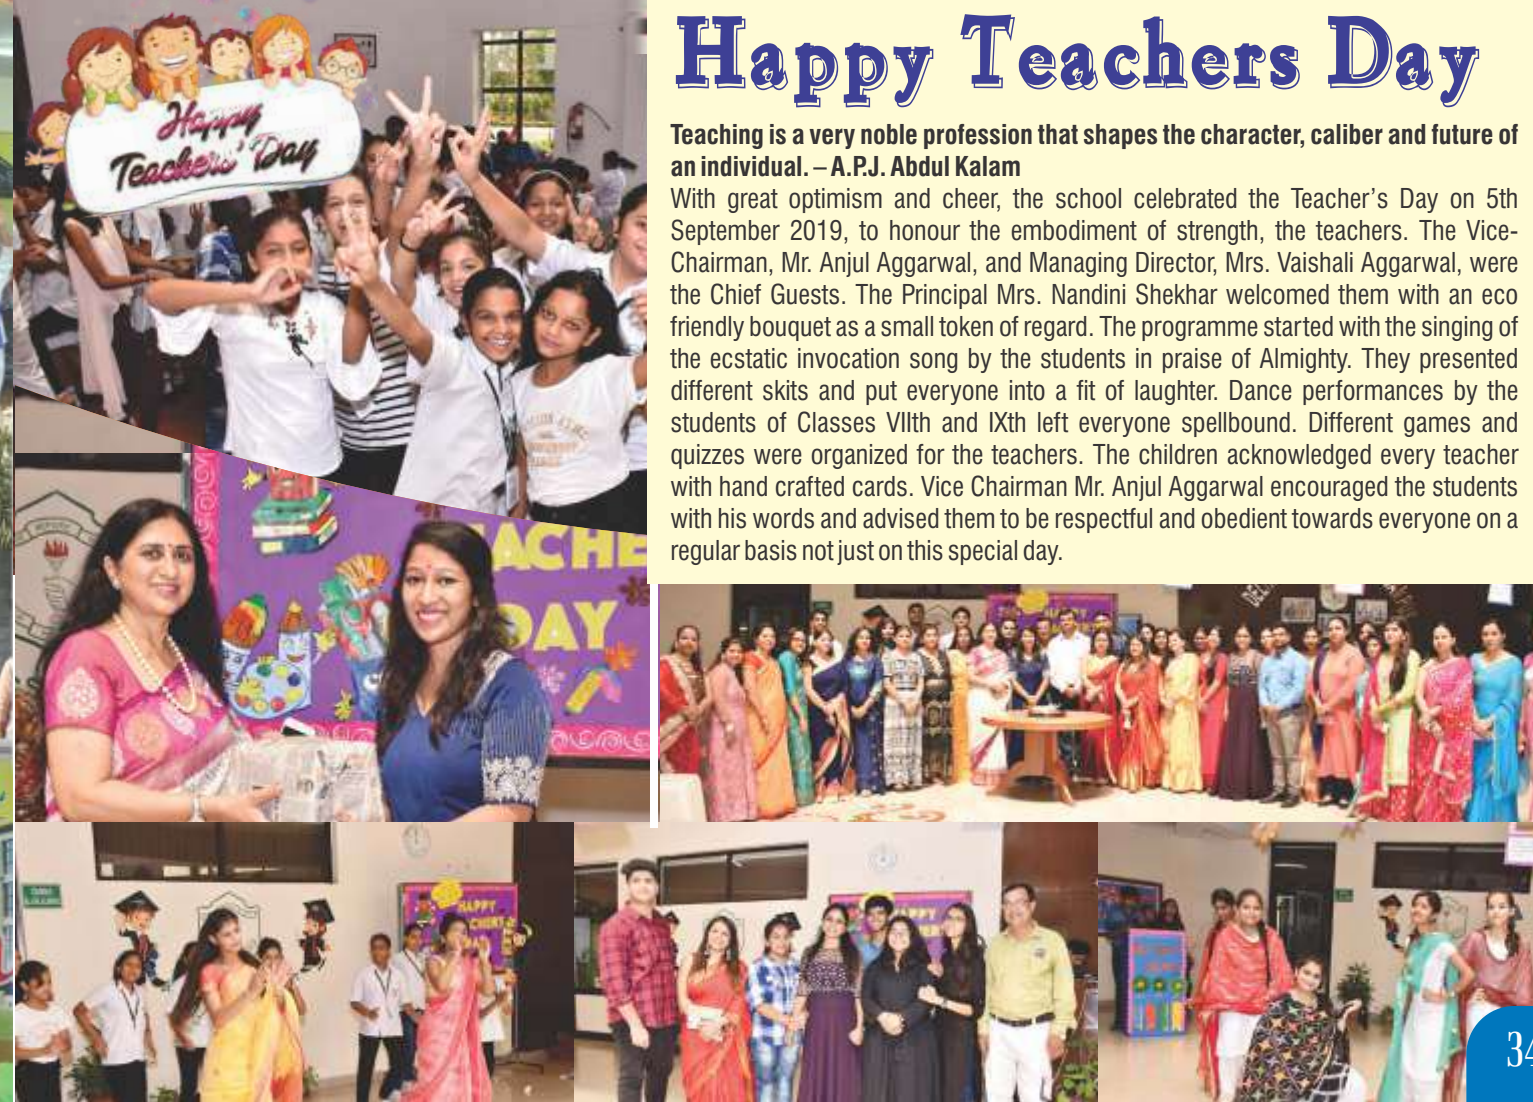 Happy
Teachers' Day
Happy Teachers Day
Teaching is a very noble profession that shapes the character, caliber and future of
an individual. – A.P.J. Abdul Kalam
With great optimism and cheer, the school celebrated the Teacher's Day on 5th
September 2019, to honour the embodiment of strength, the teachers. The Vice-
Chairman, Mr. Anjul Aggarwal, and Managing Director, Mrs. Vaishali Aggarwal, were
the Chief Guests. The Principal Mrs. Nandini Shekhar welcomed them with an eco
friendly bouquet as a small token of regard. The programme started with the singing of
the ecstatic invocation song by the students in praise of Almighty. They presented
different skits and put everyone into a fit of laughter. Dance performances by the
students of Classes VIIth and IXth left everyone spellbound. Different games and
quizzes were organized for the teachers. The children acknowledged every teacher
with hand crafted cards. Vice Chairman Mr. Anjul Aggarwal encouraged the students
with his words and advised them to be respectful and obedient towards everyone on a
regular basis not just on this special day.
ACHE
DAY
HAPPY
HAPPY
34